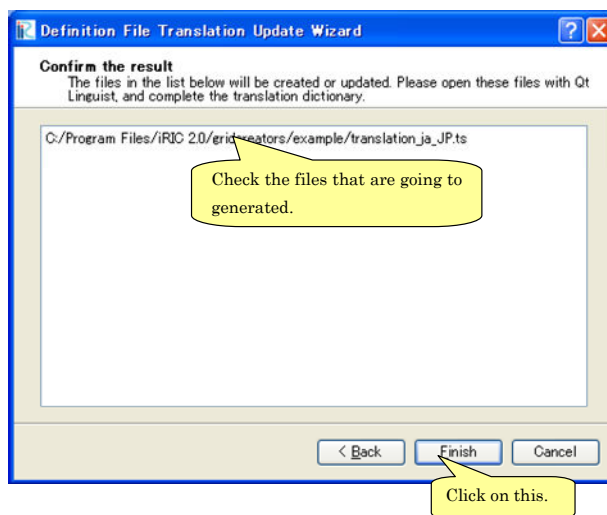 Definition File Translation Update Wizard
Confirm the result
The files in the list below will be created or updated. Please open these files with Qt
Linguist, and complete the translation dictionary.
C:/Program Files/iRIC 2.0/gridcreators/example/translation_ja_JP.ts
Check the files that are going to
generated.
< Back
Finish
Cancel
Click on this.